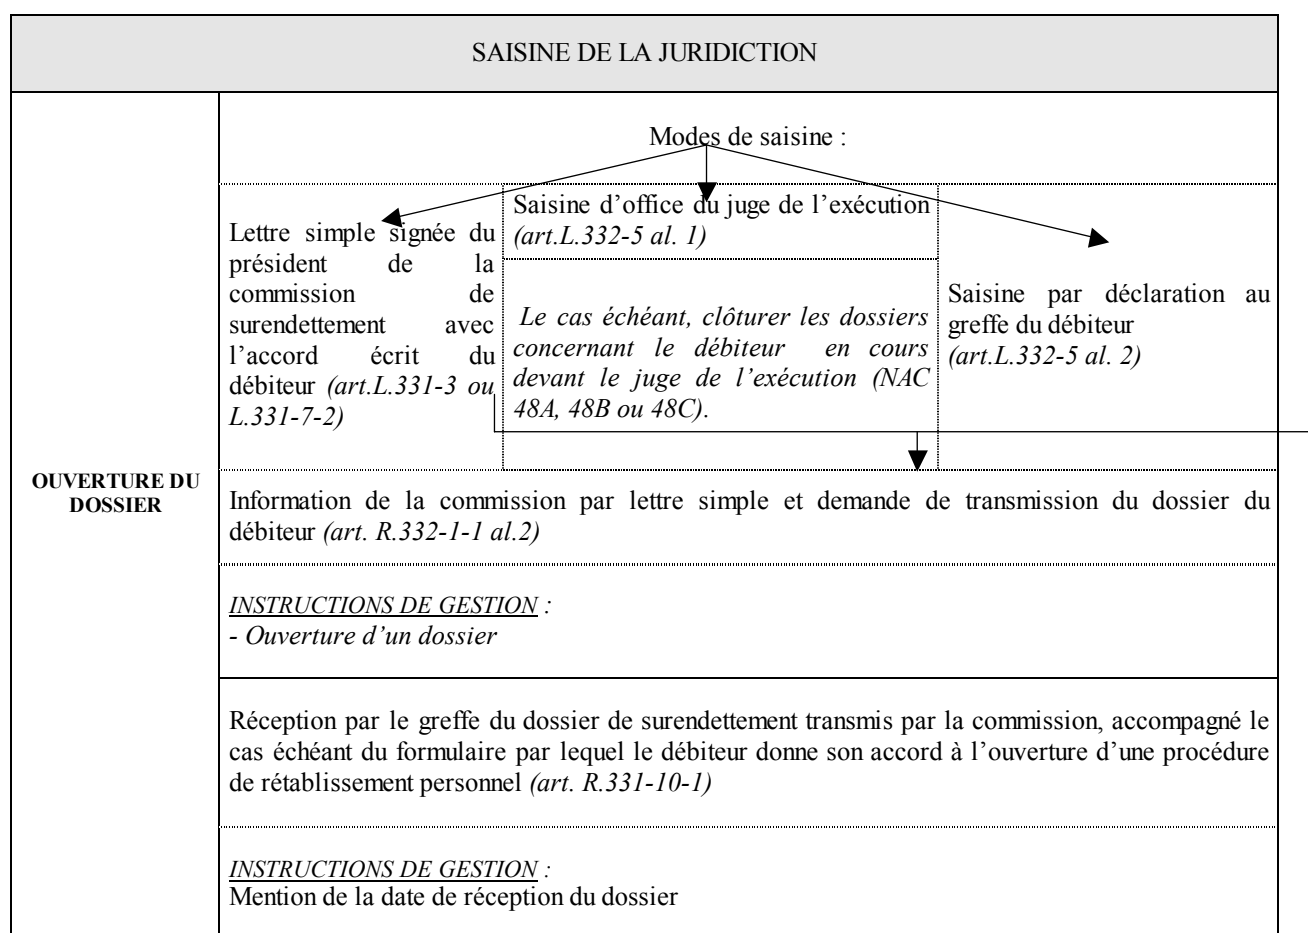 SAISINE DE LA JURIDICTION
OUVERTURE DU
DOSSIER
Modes de saisine :
Lettre simple signée du
président de la
commission de
surendettement avec
l’accord écrit du
débiteur (art.L.331-3 ou
L.331-7-2)
Saisine d’office du juge de l’exécution
(art.L.332-5 al. 1)
Le cas échéant, clôturer les dossiers
concernant le débiteur en cours
devant le juge de l’exécution (NAC
48A, 48B ou 48C).
Saisine par déclaration au
greffe du débiteur
(art.L.332-5 al. 2)
Information de la commission par lettre simple et demande de transmission du dossier du
débiteur (art. R.332-1-1 al.2)
INSTRUCTIONS DE GESTION :
- Ouverture d’un dossier
Réception par le greffe du dossier de surendettement transmis par la commission, accompagné le
cas échéant du formulaire par lequel le débiteur donne son accord à l’ouverture d’une procédure
de rétablissement personnel (art. R.331-10-1)
INSTRUCTIONS DE GESTION :
Mention de la date de réception du dossier